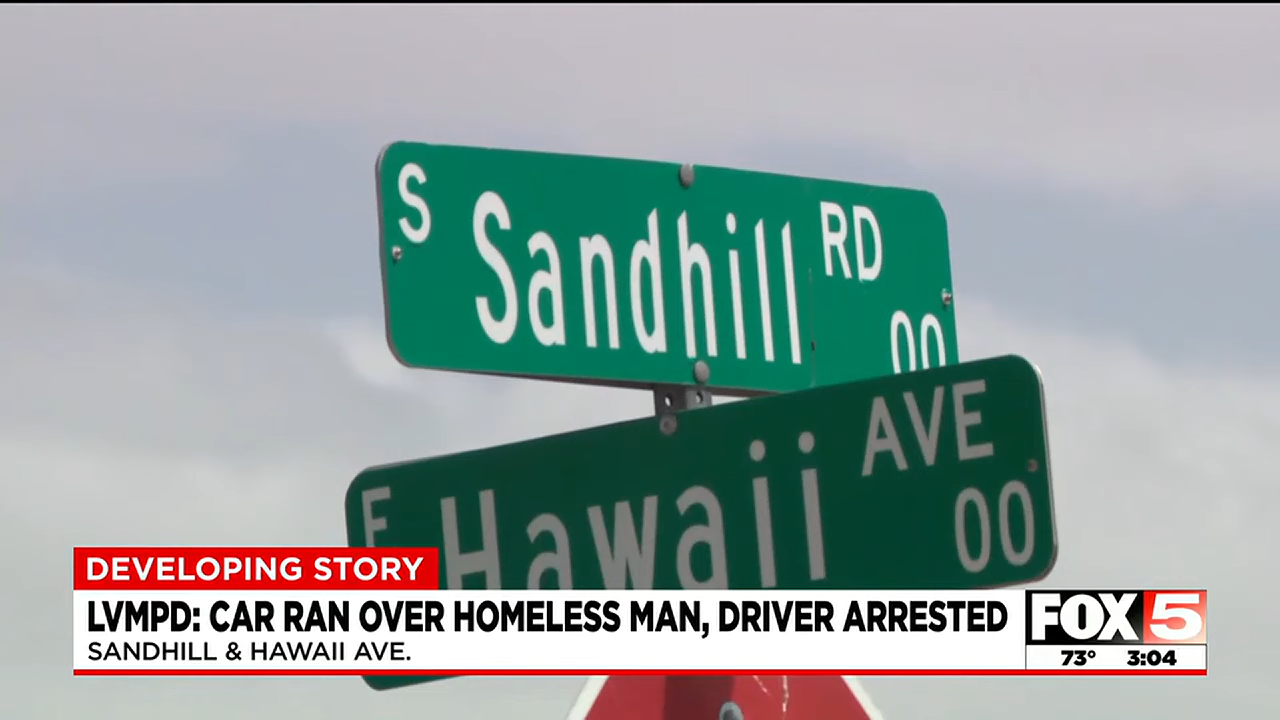 S Sandhill RD
00
E Hawaii AVE
00
DEVELOPING STORY
LVMPD: CAR RAN OVER HOMELESS MAN, DRIVER ARRESTED
SANDHILL & HAWAII AVE.
FOX 5
73° 3:04